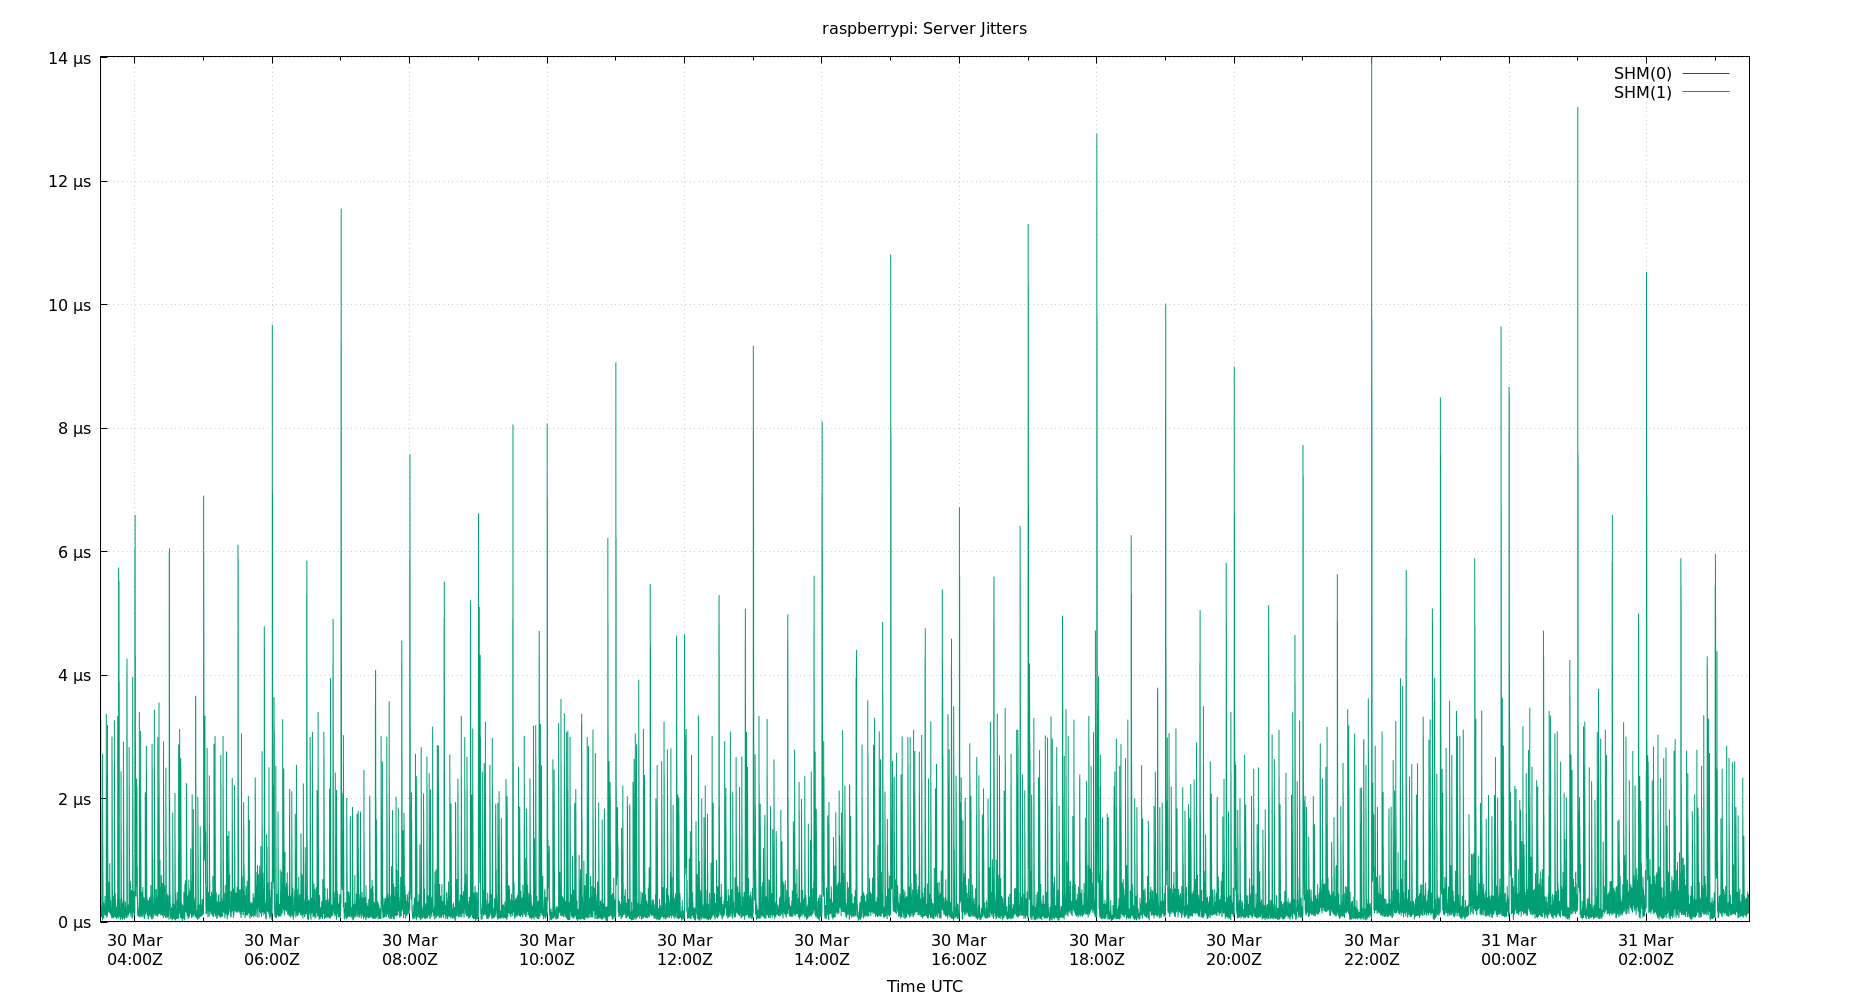 raspberrypi: Server Jitters
SHM(0)
SHM(1)
14 µs
12 µs
10 µs
8 µs
6 µs
4 µs
2 µs
0 µs
30 Mar 30 Mar 30 Mar 30 Mar 30 Mar 30 Mar 30 Mar 30 Mar 30 Mar 30 Mar 31 Mar 31 Mar
04:00Z 06:00Z 08:00Z 10:00Z 12:00Z 14:00Z 16:00Z 18:00Z 20:00Z 22:00Z 00:00Z 02:00Z
Time UTC